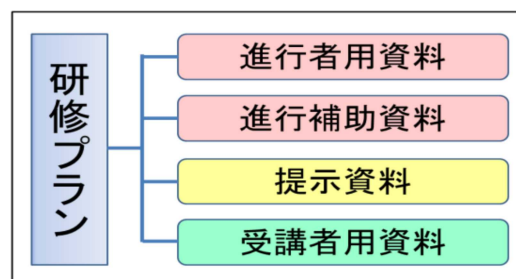 研修プラン
進行者用資料
進行補助資料
提示資料
受講者用資料